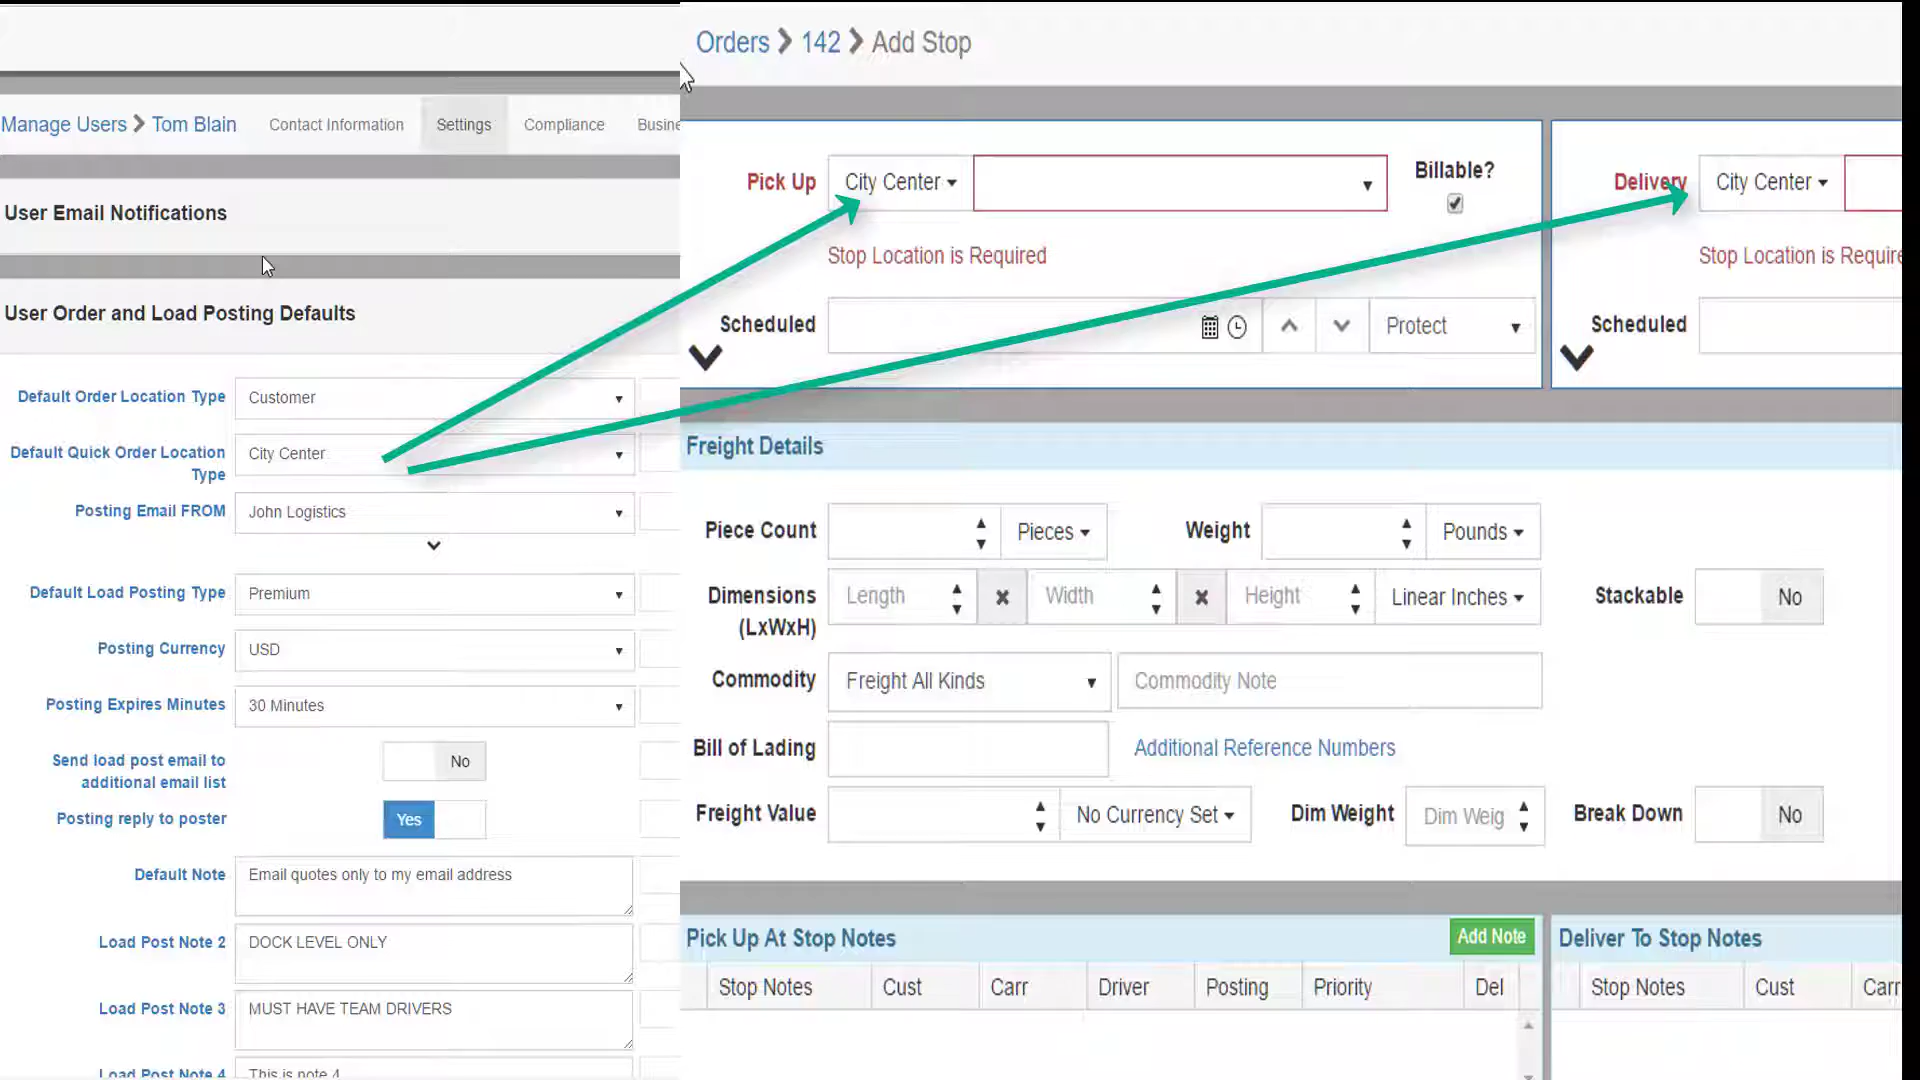 Manage Users Tom Blain Contact Information Settings Compliance
User Email Notifications
User Order and Load Posting Defaults
Default Order Location Type Customer
Default Quick Order Location
Type
City Center
Posting Email FROM John Logistics
Default Load Posting Type Premium
Posting Currency USD
Posting Expires Minutes 30 Minutes
Send load post email to
additional email list
No
Posting reply to poster Yes
Default Note Email quotes only to my email address
Load Post Note 2 DOCK LEVEL ONLY
Load Post Note 3 MUST HAVE TEAM DRIVERS
Load Post Note 4 This is note 4
Orders 142 Add Stop
Pick Up City Center
Billable?
Stop Location is Required
Scheduled Protect
Delivery City Center
Stop Location is
Scheduled
Freight Details
Piece Count Pieces Weight Pounds
Dimensions
(LxWxH)
Length Width Height Linear Inches Stackable No
Commodity Freight All Kinds Commodity Note
Bill of Lading Additional Reference Numbers
Freight Value No Currency Set Dim Weight Dim Weig Break Down No
Pick Up At Stop Notes Add Note
Stop Notes Cust Carr Driver Posting Priority Del
Deliver To Stop Notes
Stop Notes Cust Carr